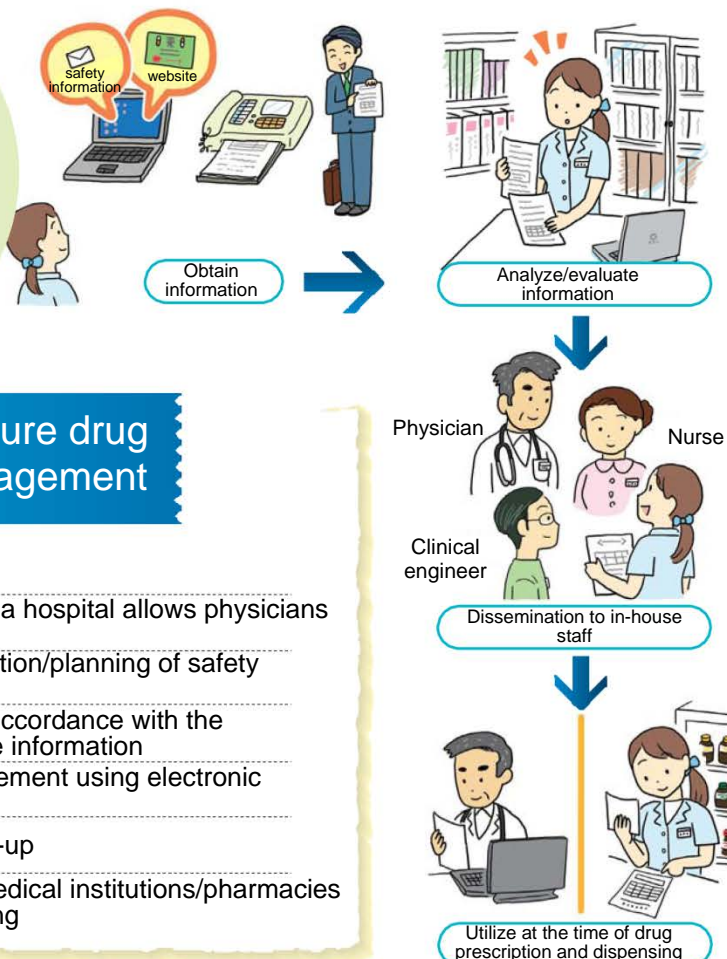 safety
information
website
Obtain
information
Analyze/evaluate
information
Physician
Nurse
Clinical
engineer
Dissemination to in-house
staff
Utilize at the time of drug
prescription and dispensing
ure drug
agement
a hospital allows physicians
tion/planning of safety
ccordance with the
e information
ement using electronic
-up
edical institutions/pharmacies
ng